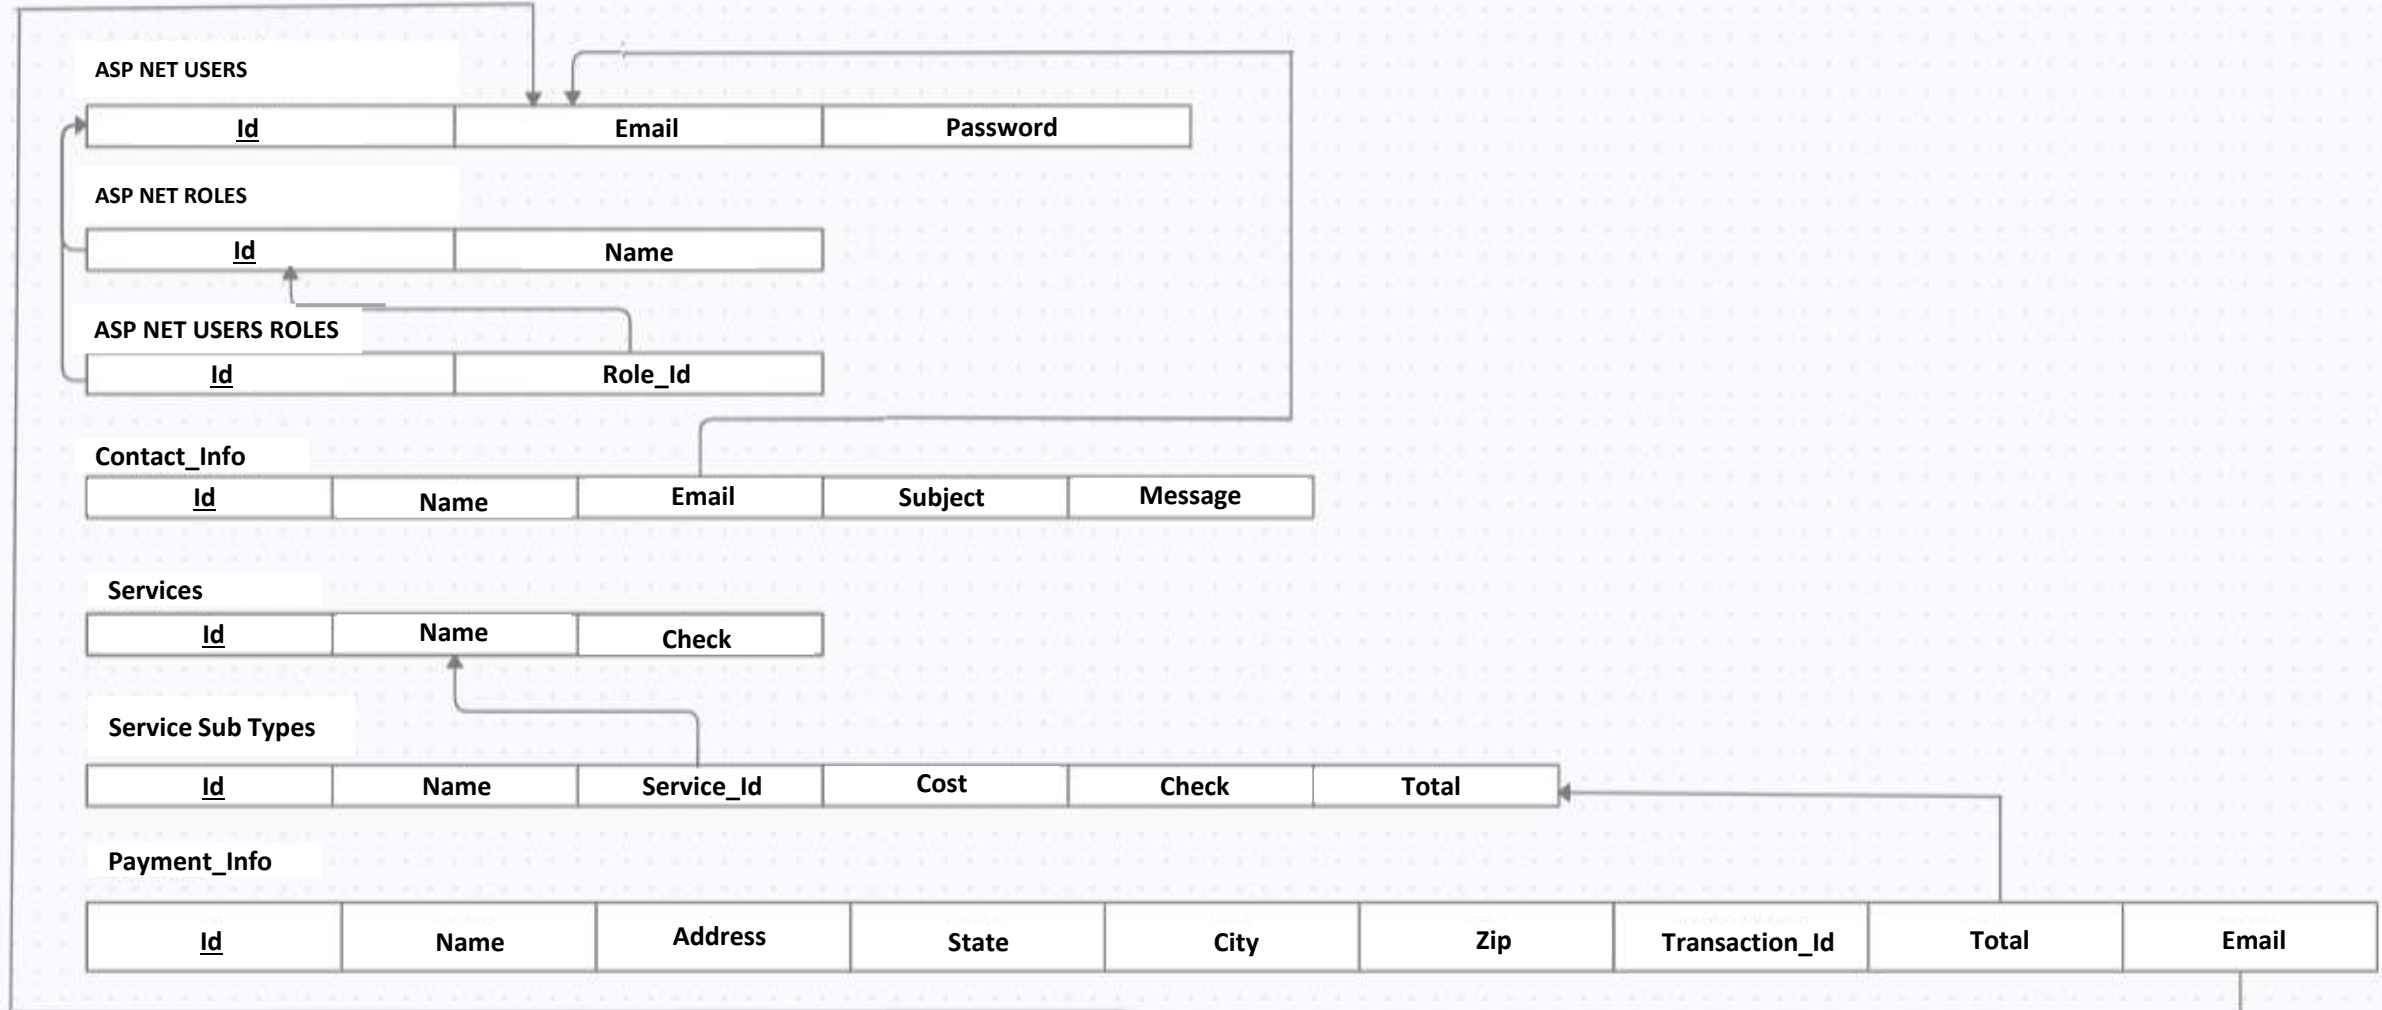 ASP NET USERS
Id Email Password
ASP NET ROLES
Id Name
ASP NET USERS ROLES
Id Role_Id
Contact_Info
Id Name Email Subject Message
Services
Id Name Check
Service Sub Types
Id Name Service_Id Cost Check Total
Payment_Info
Id Name Address State City Zip Transaction_Id Total Email